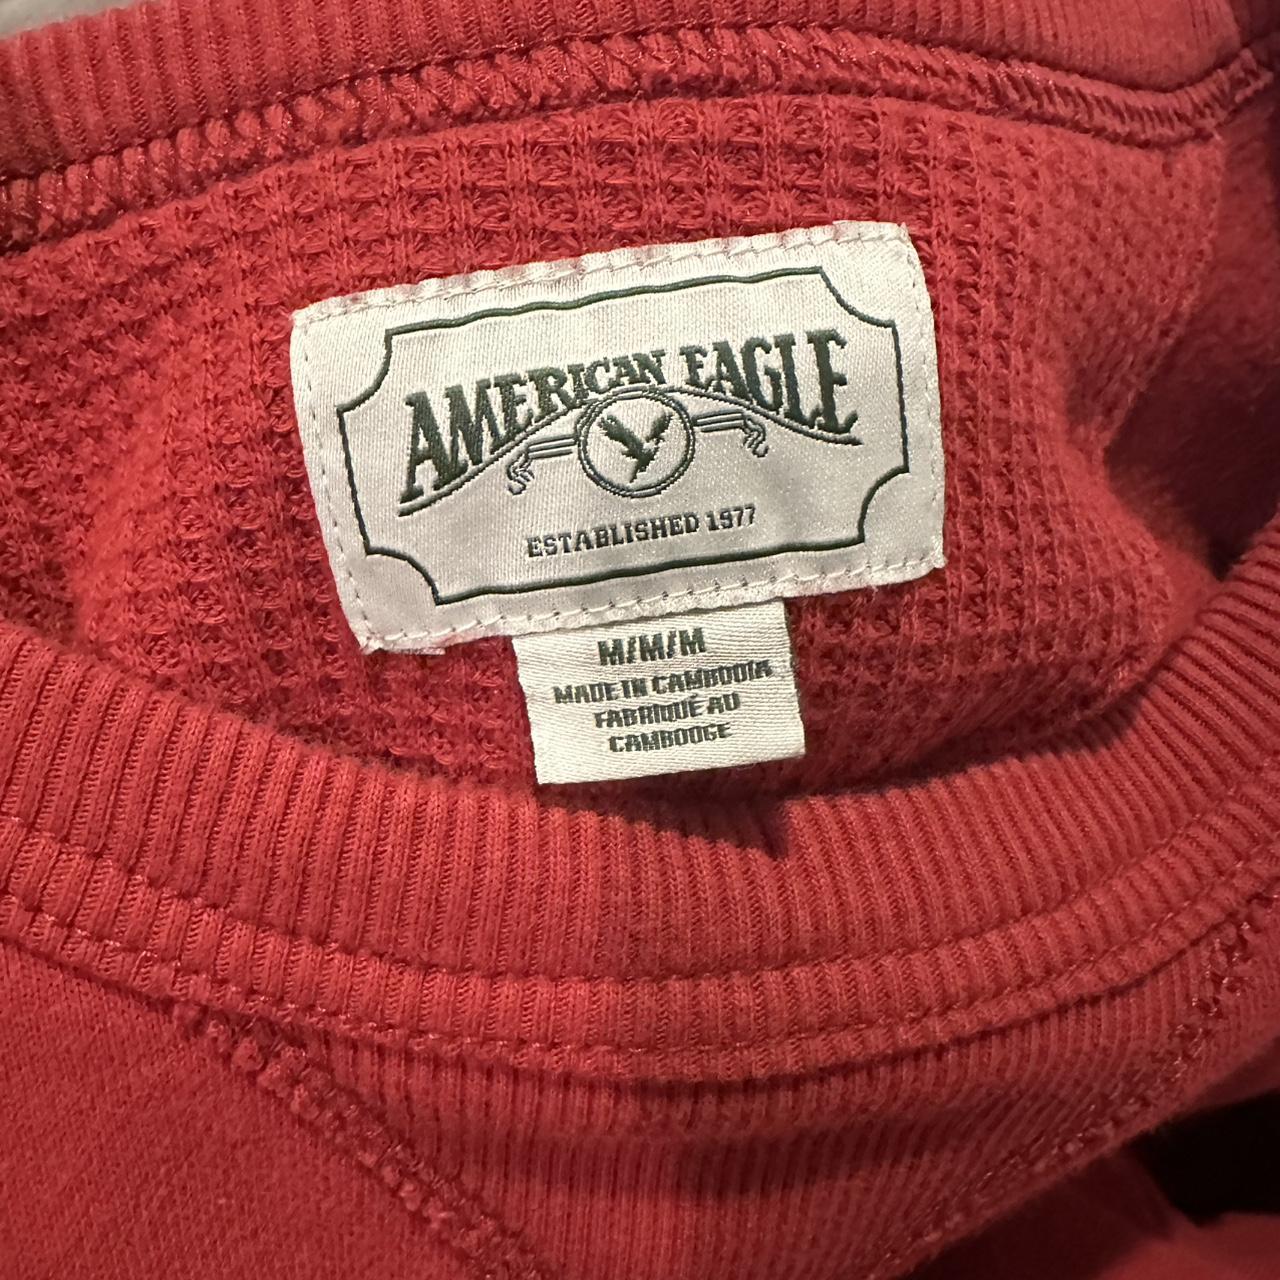 AMERICAN EAGLE
ESTABLISHED 1977
M/M/M
MADE IN CAMBODIA
FABRIQUÉ AU
CAMBODGE